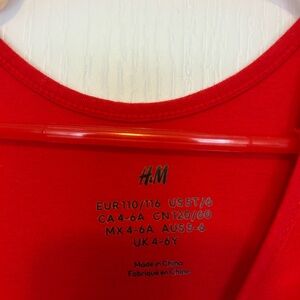 H&M
EUR 110/116 US 5T/6
CA 4-6A CN 120/60
MX 4-6A AUS 5-6
UK 4-6Y
Made in China
Fabriqué en Chine